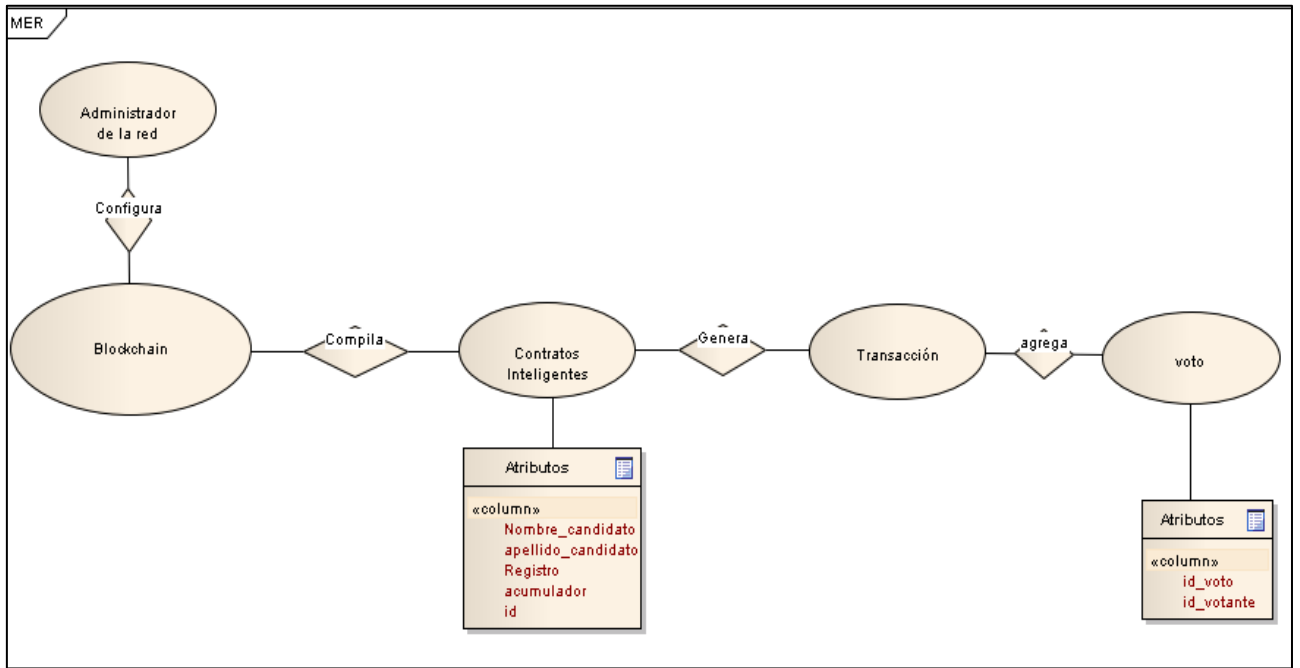 MER
Administrador
de la red
Configura
Blockchain
Compila
Contratos
Inteligentes
Genera
Transacción
agrega
voto
Atributos
«column»
Nombre_candidato
apellido_candidato
Registro
acumulador
id
Atributos
«column»
id_voto
id_votante